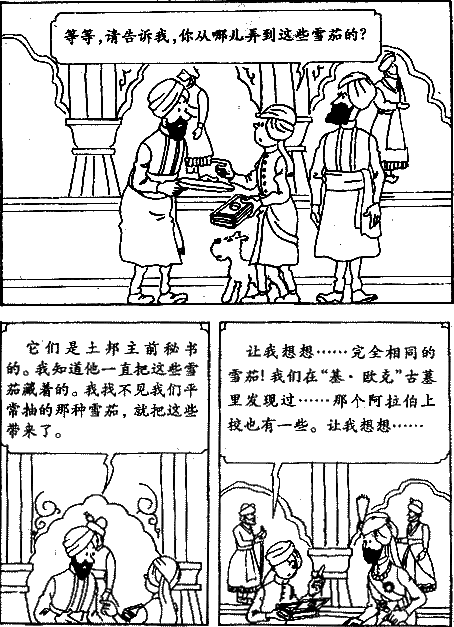 等等，请告诉我，你从哪儿弄到这些雪茄的？
它们是土邦主前秘书
的。我知道他一直把这些雪
茄藏着的。我找不见我们平
常抽的那种雪茄，就把这些
带来了。
让我想想……完全相同的
雪茄！我们在“基·欧克”古墓
里发现过……那个阿拉伯上
校也有一些。让我想想……